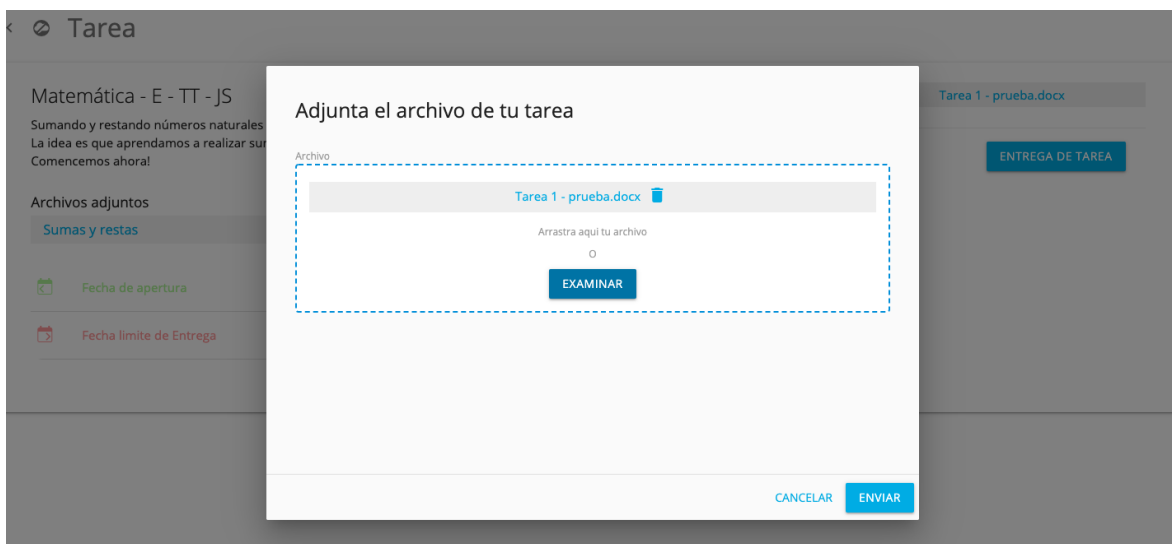 Tarea
Matemática - E - TT - JS
Sumando y restando números naturales
La idea es que aprendamos a realizar sur
Comencemos ahora!
Archivos adjuntos
Sumas y restas
Fecha de apertura
Fecha limite de Entrega
Adjunta el archivo de tu tarea
Archivo
Tarea 1 - prueba.docx
Arrastra aqui tu archivo
O
EXAMINAR
CANCELAR
ENVIAR
Tarea 1 - prueba.docx
ENTREGA DE TAREA